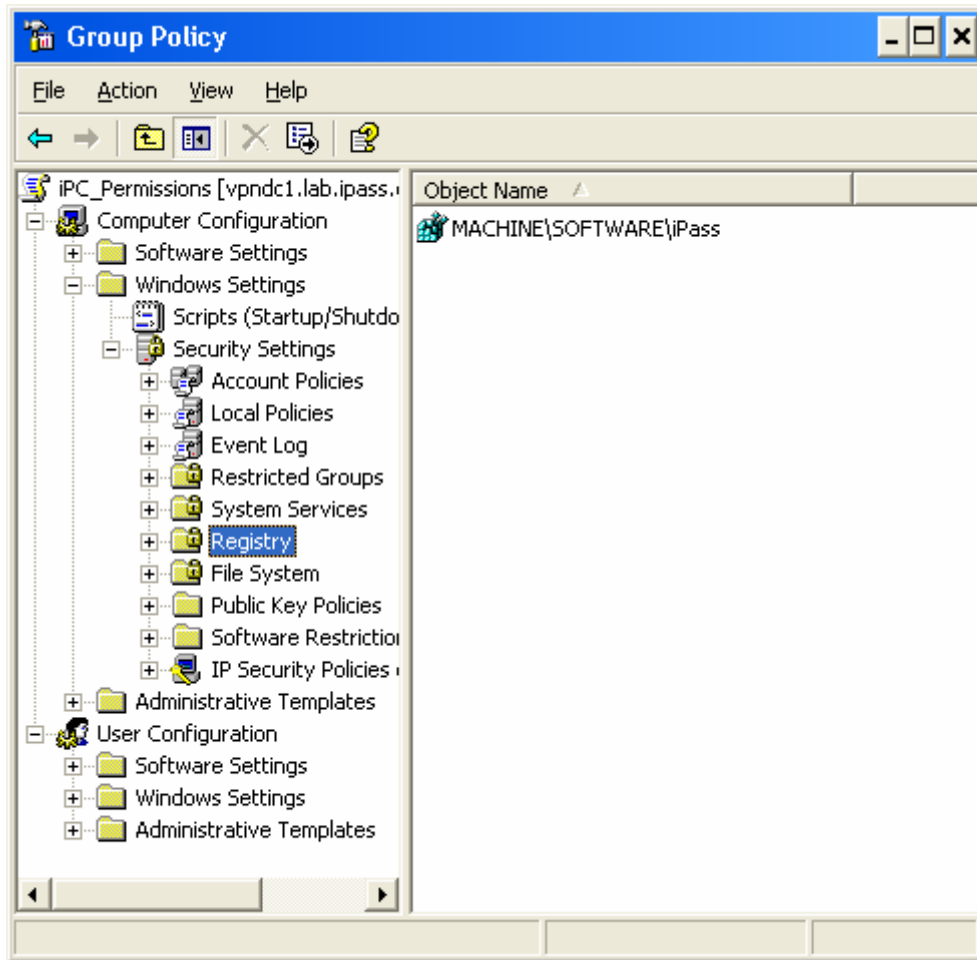 Group Policy
File Action View Help
iPC_Permissions [vpndc1.lab.ipass.
Object Name
Computer Configuration
MACHINE\SOFTWARE\iPass
Software Settings
Windows Settings
Scripts (Startup/Shutdo
Security Settings
Account Policies
Local Policies
Event Log
Restricted Groups
System Services
Registry
File System
Public Key Policies
Software Restriction
IP Security Policies
Administrative Templates
User Configuration
Software Settings
Windows Settings
Administrative Templates